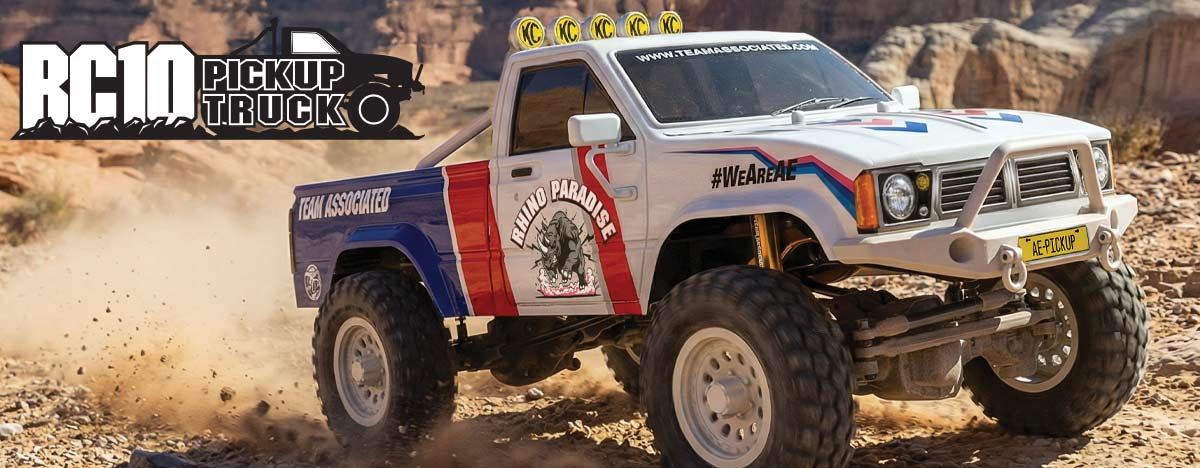 RC10
PICKUP
TRUCK
KC KC KC KC KC
WWW.TEAMASSOCIATED.COM
TEAM ASSOCIATED
RHINO PARADISE
#WEAREAE
AE-PICKUP